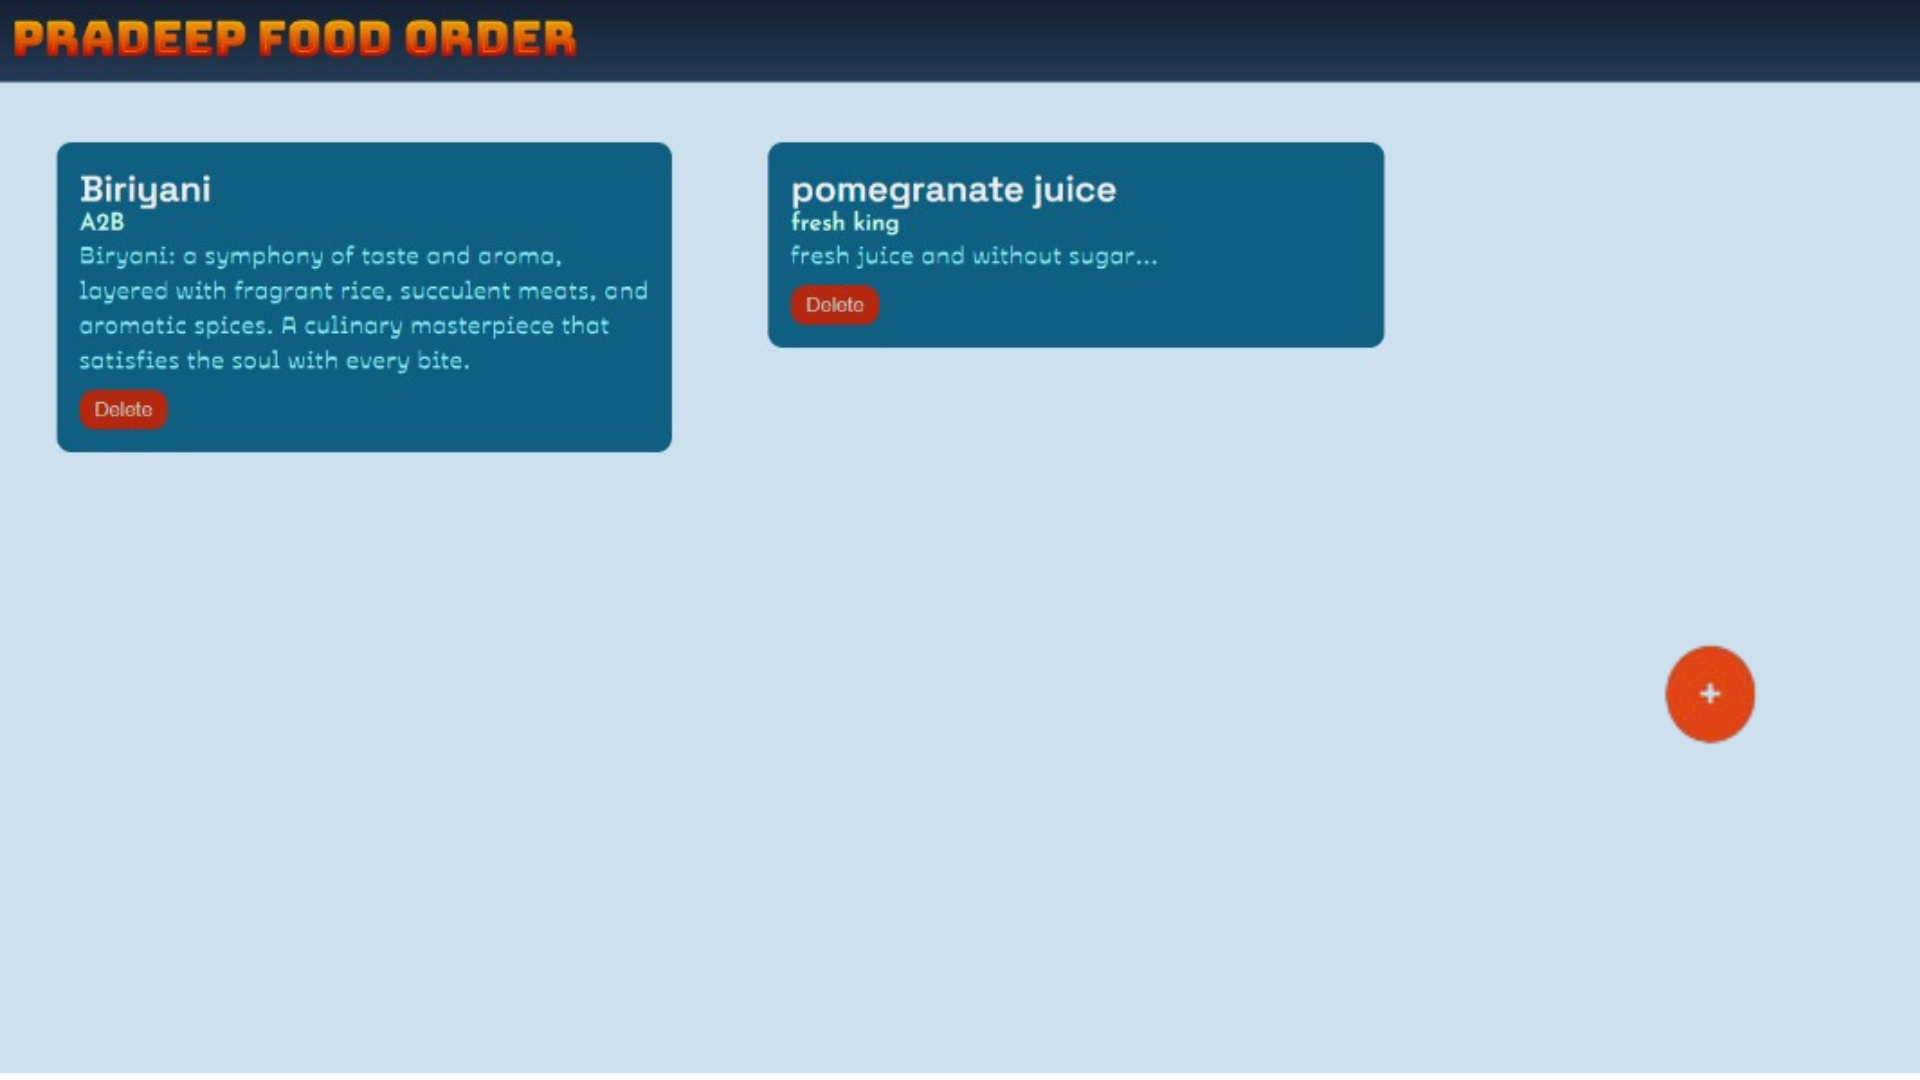 PRADEEP FOOD ORDER
Biriyani
A2B
Biryani: a symphony of taste and aroma,
layered with fragrant rice, succulent meats, and
aromatic spices. A culinary masterpiece that
satisfies the soul with every bite.
Delete
pomegranate juice
fresh king
fresh juice and without sugar...
Delete
+